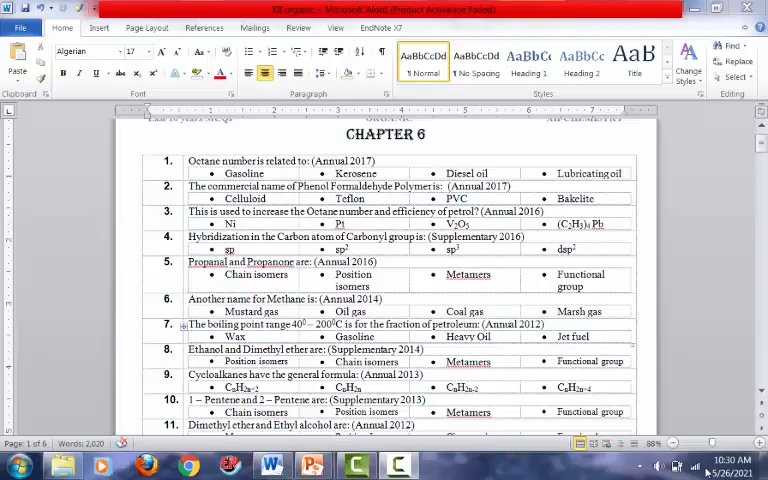 K2 organic - Microsoft Word (Product Activation Failed)
File Home Insert Page Layout References Mailings Review View EndNote X7
Algerian 17
Paste
B I U abc x₂ x²
AaBbCcDd AaBbCcDd AaBbCc AaBbCc AaB
¶ Normal ¶ No Spacing Heading 1 Heading 2 Title
Change Styles
Find
Replace
Select
Clipboard Font Paragraph Styles Editing
ORGANIC XII CHEMISTRY
CHAPTER 6
1. Octane number is related to: (Annual 2017)
• Gasoline • Kerosene • Diesel oil • Lubricating oil
2. The commercial name of Phenol Formaldehyde Polymer is: (Annual 2017)
• Celluloid • Teflon • PVC • Bakelite
3. This is used to increase the Octane number and efficiency of petrol? (Annual 2016)
• Ni • Pt • V₂O₅ • (C₂H₅)₄ Pb
4. Hybridization in the Carbon atom of Carbonyl group is: (Supplementary 2016)
• sp • sp² • sp³ • dsp²
5. Propanal and Propanone are: (Annual 2016)
• Chain isomers • Position isomers • Metamers • Functional group
6. Another name for Methane is: (Annual 2014)
• Mustard gas • Oil gas • Coal gas • Marsh gas
7. The boiling point range 40⁰ – 200⁰C is for the fraction of petroleum: (Annual 2012)
• Wax • Gasoline • Heavy Oil • Jet fuel
8. Ethanol and Dimethyl ether are: (Supplementary 2014)
• Position isomers • Chain isomers • Metamers • Functional group
9. Cycloalkanes have the general formula: (Annual 2013)
• CₙH₂ₙ₊₂ • CₙH₂ₙ • CₙH₂ₙ₋₂ • CₙH₂ₙ₊₄
10. 1 – Pentene and 2 – Pentene are: (Supplementary 2013)
• Chain isomers • Position isomers • Metamers • Functional group
11. Dimethyl ether and Ethyl alcohol are: (Annual 2012)
Page: 1 of 6 Words: 2,020 88%
10:30 AM
5/26/2021